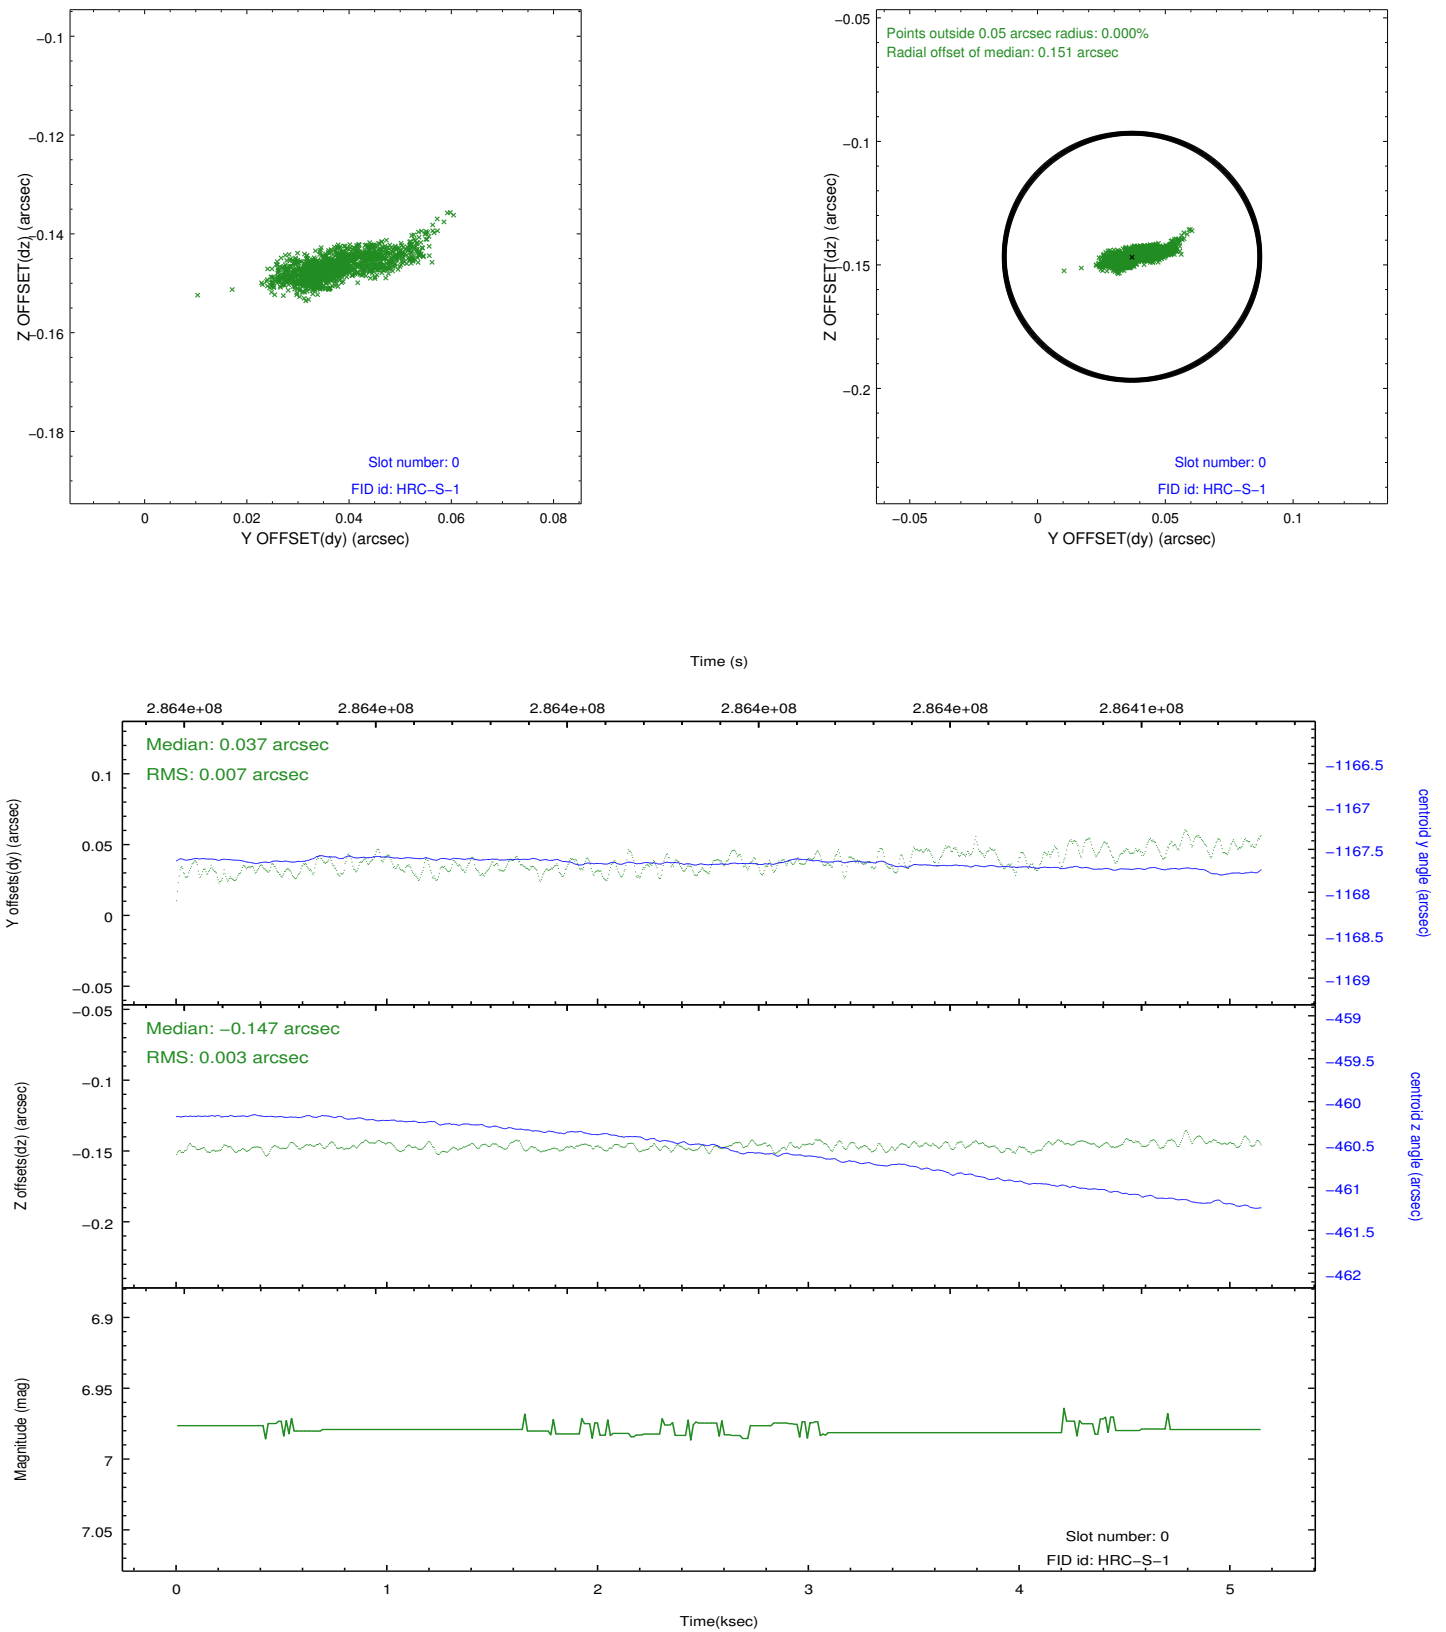 −0.1
−0.12
−0.14
−0.16
−0.18
Z OFFSET(dz) (arcsec)
Slot number: 0
FID id: HRC−S−1
0 0.02 0.04 0.06 0.08
Y OFFSET(dy) (arcsec)
Points outside 0.05 arcsec radius: 0.000%
Radial offset of median: 0.151 arcsec
−0.05
−0.1
−0.15
−0.2
Z OFFSET(dz) (arcsec)
Slot number: 0
FID id: HRC−S−1
−0.05 0 0.05 0.1
Y OFFSET(dy) (arcsec)
Time (s)
2.864e+08 2.864e+08 2.864e+08 2.864e+08 2.864e+08 2.8641e+08
Median: 0.037 arcsec
RMS: 0.007 arcsec
0.1
0.05
0
−0.05
Y offsets(dy) (arcsec)
−1166.5
−1167
−1167.5
−1168
−1168.5
−1169
centroid y angle (arcsec)
Median: −0.147 arcsec
RMS: 0.003 arcsec
−0.05
−0.1
−0.15
−0.2
Z offsets(dz) (arcsec)
−459
−459.5
−460
−460.5
−461
−461.5
−462
centroid z angle (arcsec)
6.9
6.95
7
7.05
Magnitude (mag)
Slot number: 0
FID id: HRC−S−1
0 1 2 3 4 5
Time(ksec)